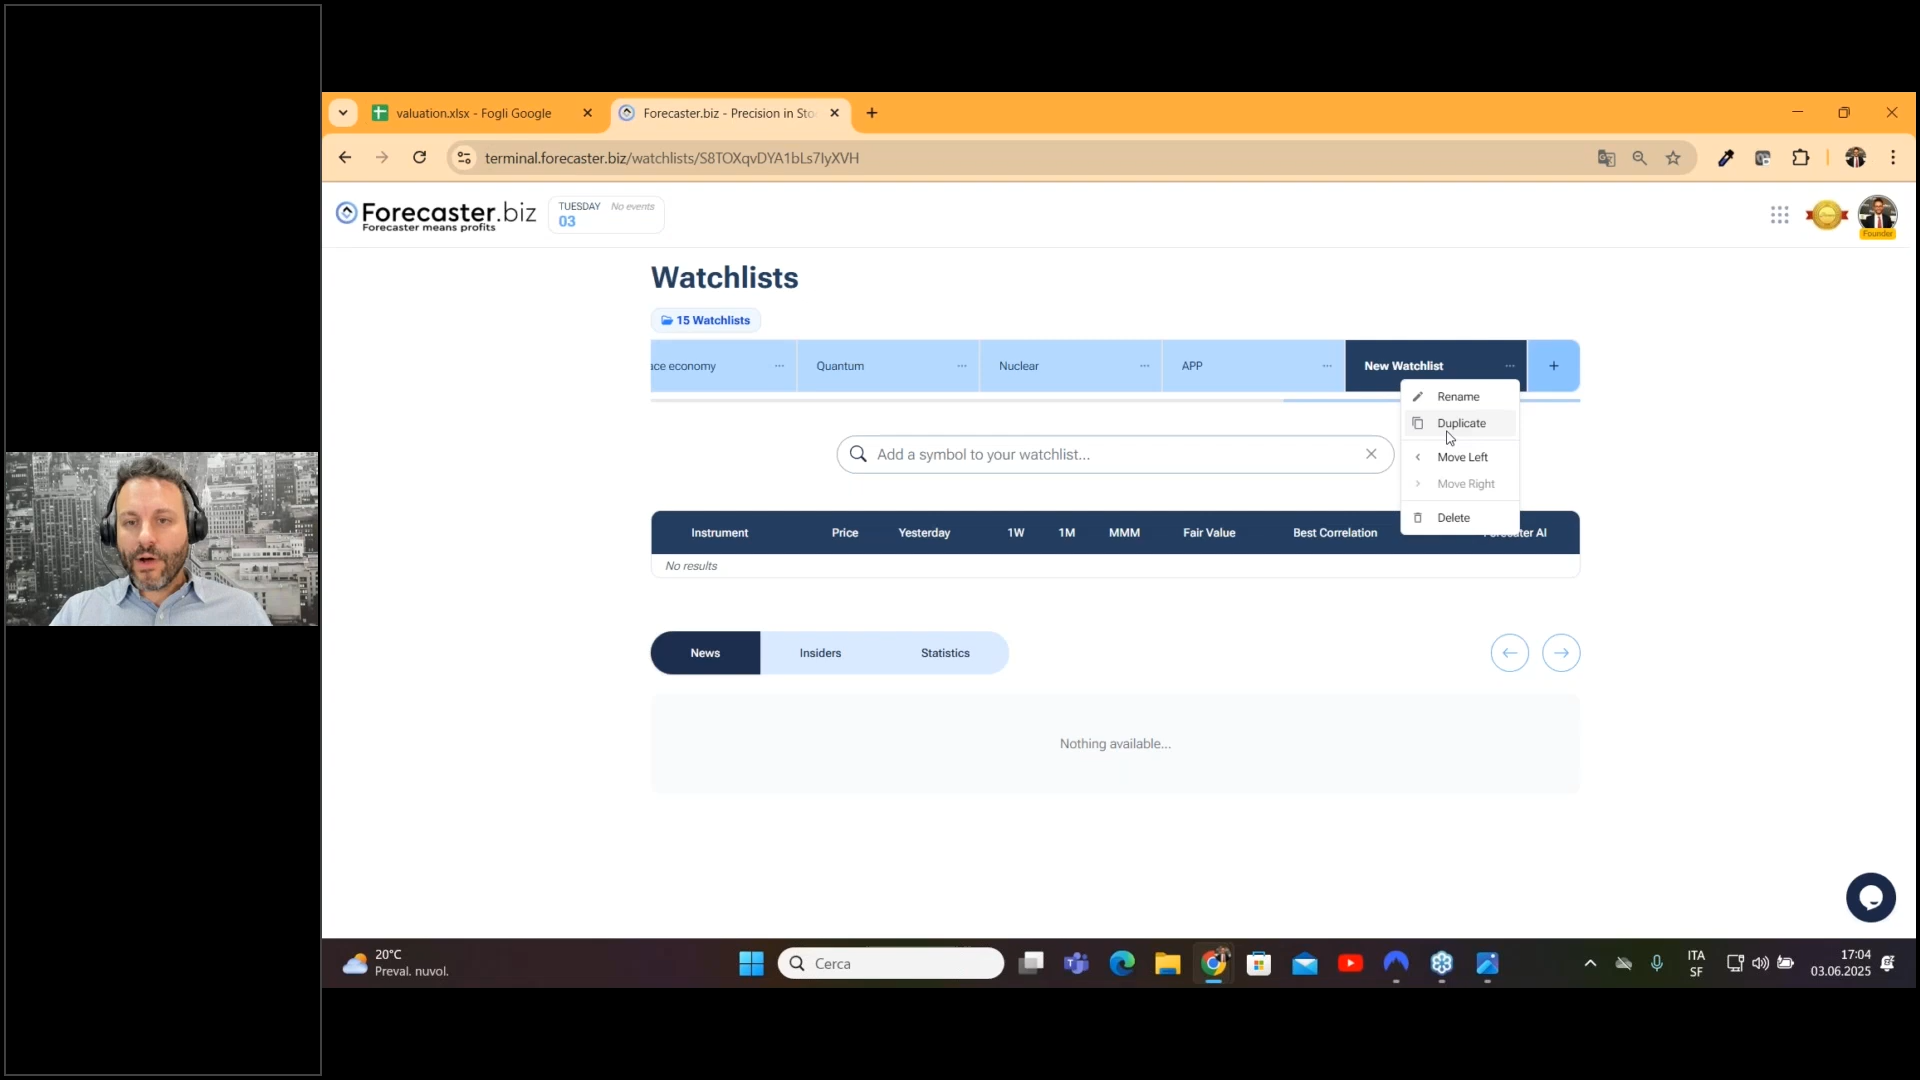 valuation.xlsx - Fogli Google
Forecaster.biz - Precision in Sto
terminal.forecaster.biz/watchlists/S8TOXqvDYA1bLs7IyXVH
Forecaster.biz
Forecaster means profits
TUESDAY No events
03
Founder
Watchlists
15 Watchlists
ace economy ... Quantum ... Nuclear ... APP ... New Watchlist ... +
Rename
Duplicate
Move Left
Move Right
Delete
Add a symbol to your watchlist...
Instrument Price Yesterday 1W 1M MMM Fair Value Best Correlation Forecaster AI
No results
News Insiders Statistics
Nothing available...
20°C
Preval. nuvol.
Cerca
ITA
SF
17:04
03.06.2025